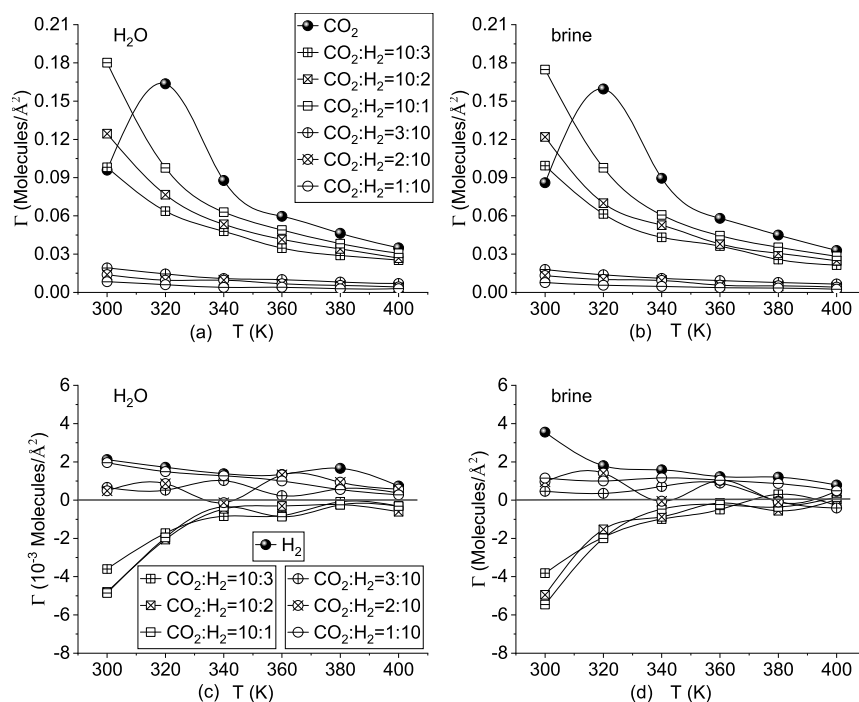 H₂O
CO₂
CO₂:H₂=10:3
CO₂:H₂=10:2
CO₂:H₂=10:1
CO₂:H₂=3:10
CO₂:H₂=2:10
CO₂:H₂=1:10
Γ (Molecules/Å²)
0.21
0.18
0.15
0.12
0.09
0.06
0.03
0.00
300 320 340 360 380 400
(a) T (K)
brine
Γ (Molecules/Å²)
0.21
0.18
0.15
0.12
0.09
0.06
0.03
0.00
300 320 340 360 380 400
(b) T (K)
H₂O
Γ (10⁻³ Molecules/Å²)
6
4
2
0
-2
-4
-6
-8
H₂
CO₂:H₂=10:3
CO₂:H₂=10:2
CO₂:H₂=10:1
CO₂:H₂=3:10
CO₂:H₂=2:10
CO₂:H₂=1:10
300 320 340 360 380 400
(c) T (K)
brine
Γ (Molecules/Å²)
6
4
2
0
-2
-4
-6
-8
300 320 340 360 380 400
(d) T (K)